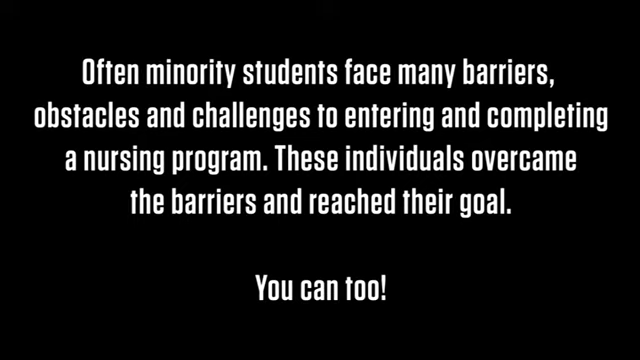 Often minority students face many barriers,
obstacles and challenges to entering and completing
a nursing program. These individuals overcame
the barriers and reached their goal.
You can too!